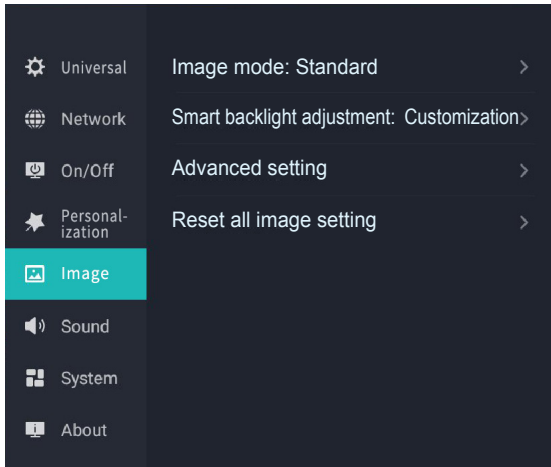 Universal
Network
On/Off
Personal-
ization
Image
Sound
System
About
Image mode: Standard
Smart backlight adjustment: Customization
Advanced setting
Reset all image setting